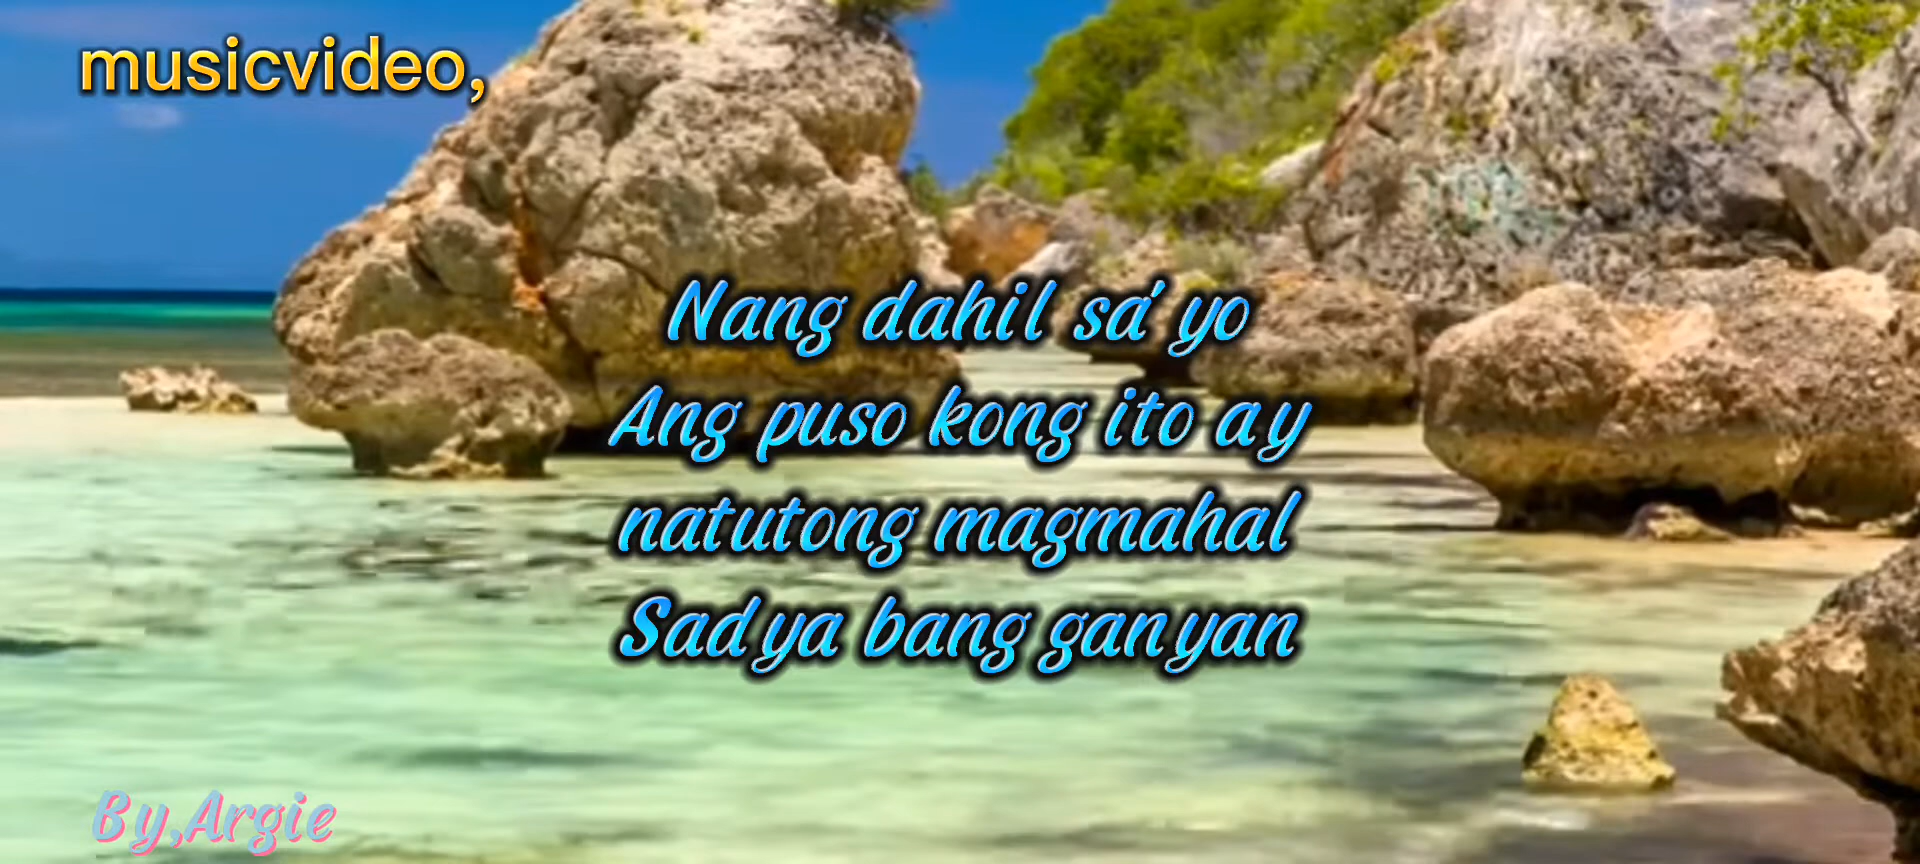 musicvideo,
Nang dahil sa' yo
Ang puso kong ito ay
natutong magmahal
Sadya bang ganyan
By,Argie